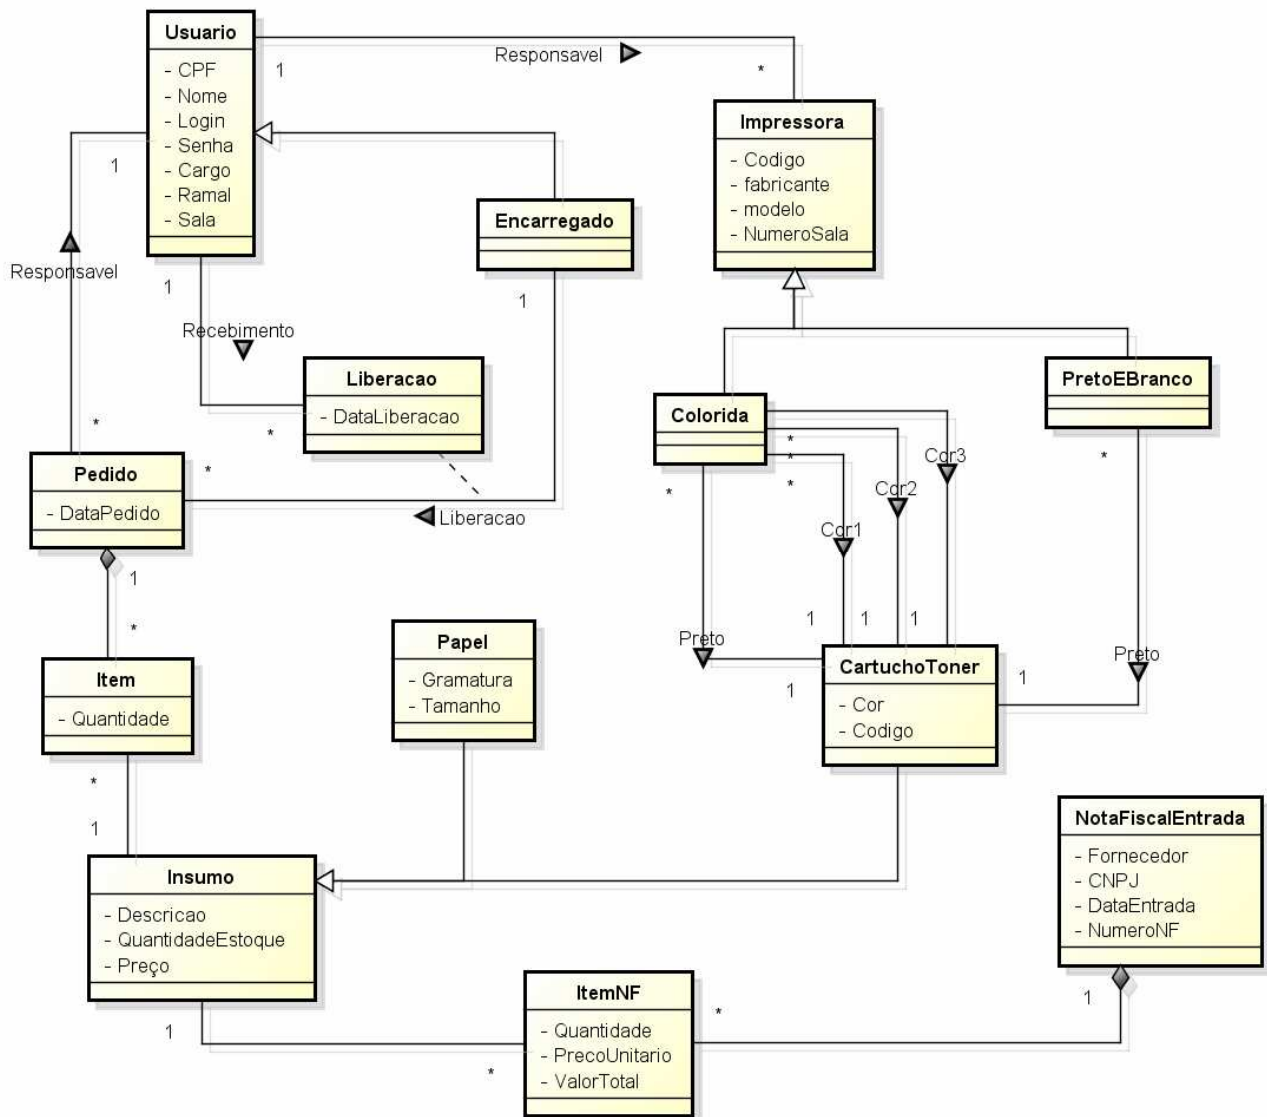 Usuario
- CPF
- Nome
- Login
- Senha
- Cargo
- Ramal
- Sala
1
Responsavel
*
Impressora
- Codigo
- fabricante
- modelo
- NumeroSala
1
Encarregado
Responsavel
1
1
Recebimento
Liberacao
- DataLiberacao
*
*
Colorida
PretoEBranco
*
*
*
*
*
Cor3
Cor2
Cor1
Pedido
- DataPedido
*
Liberacao
1
*
Papel
- Gramatura
- Tamanho
1
1
1
Preto
CartuchoToner
- Cor
- Codigo
1
1
Preto
Item
- Quantidade
*
1
Insumo
- Descricao
- QuantidadeEstoque
- Preço
NotaFiscalEntrada
- Fornecedor
- CNPJ
- DataEntrada
- NumeroNF
1
*
ItemNF
- Quantidade
- PrecoUnitario
- ValorTotal
1
*